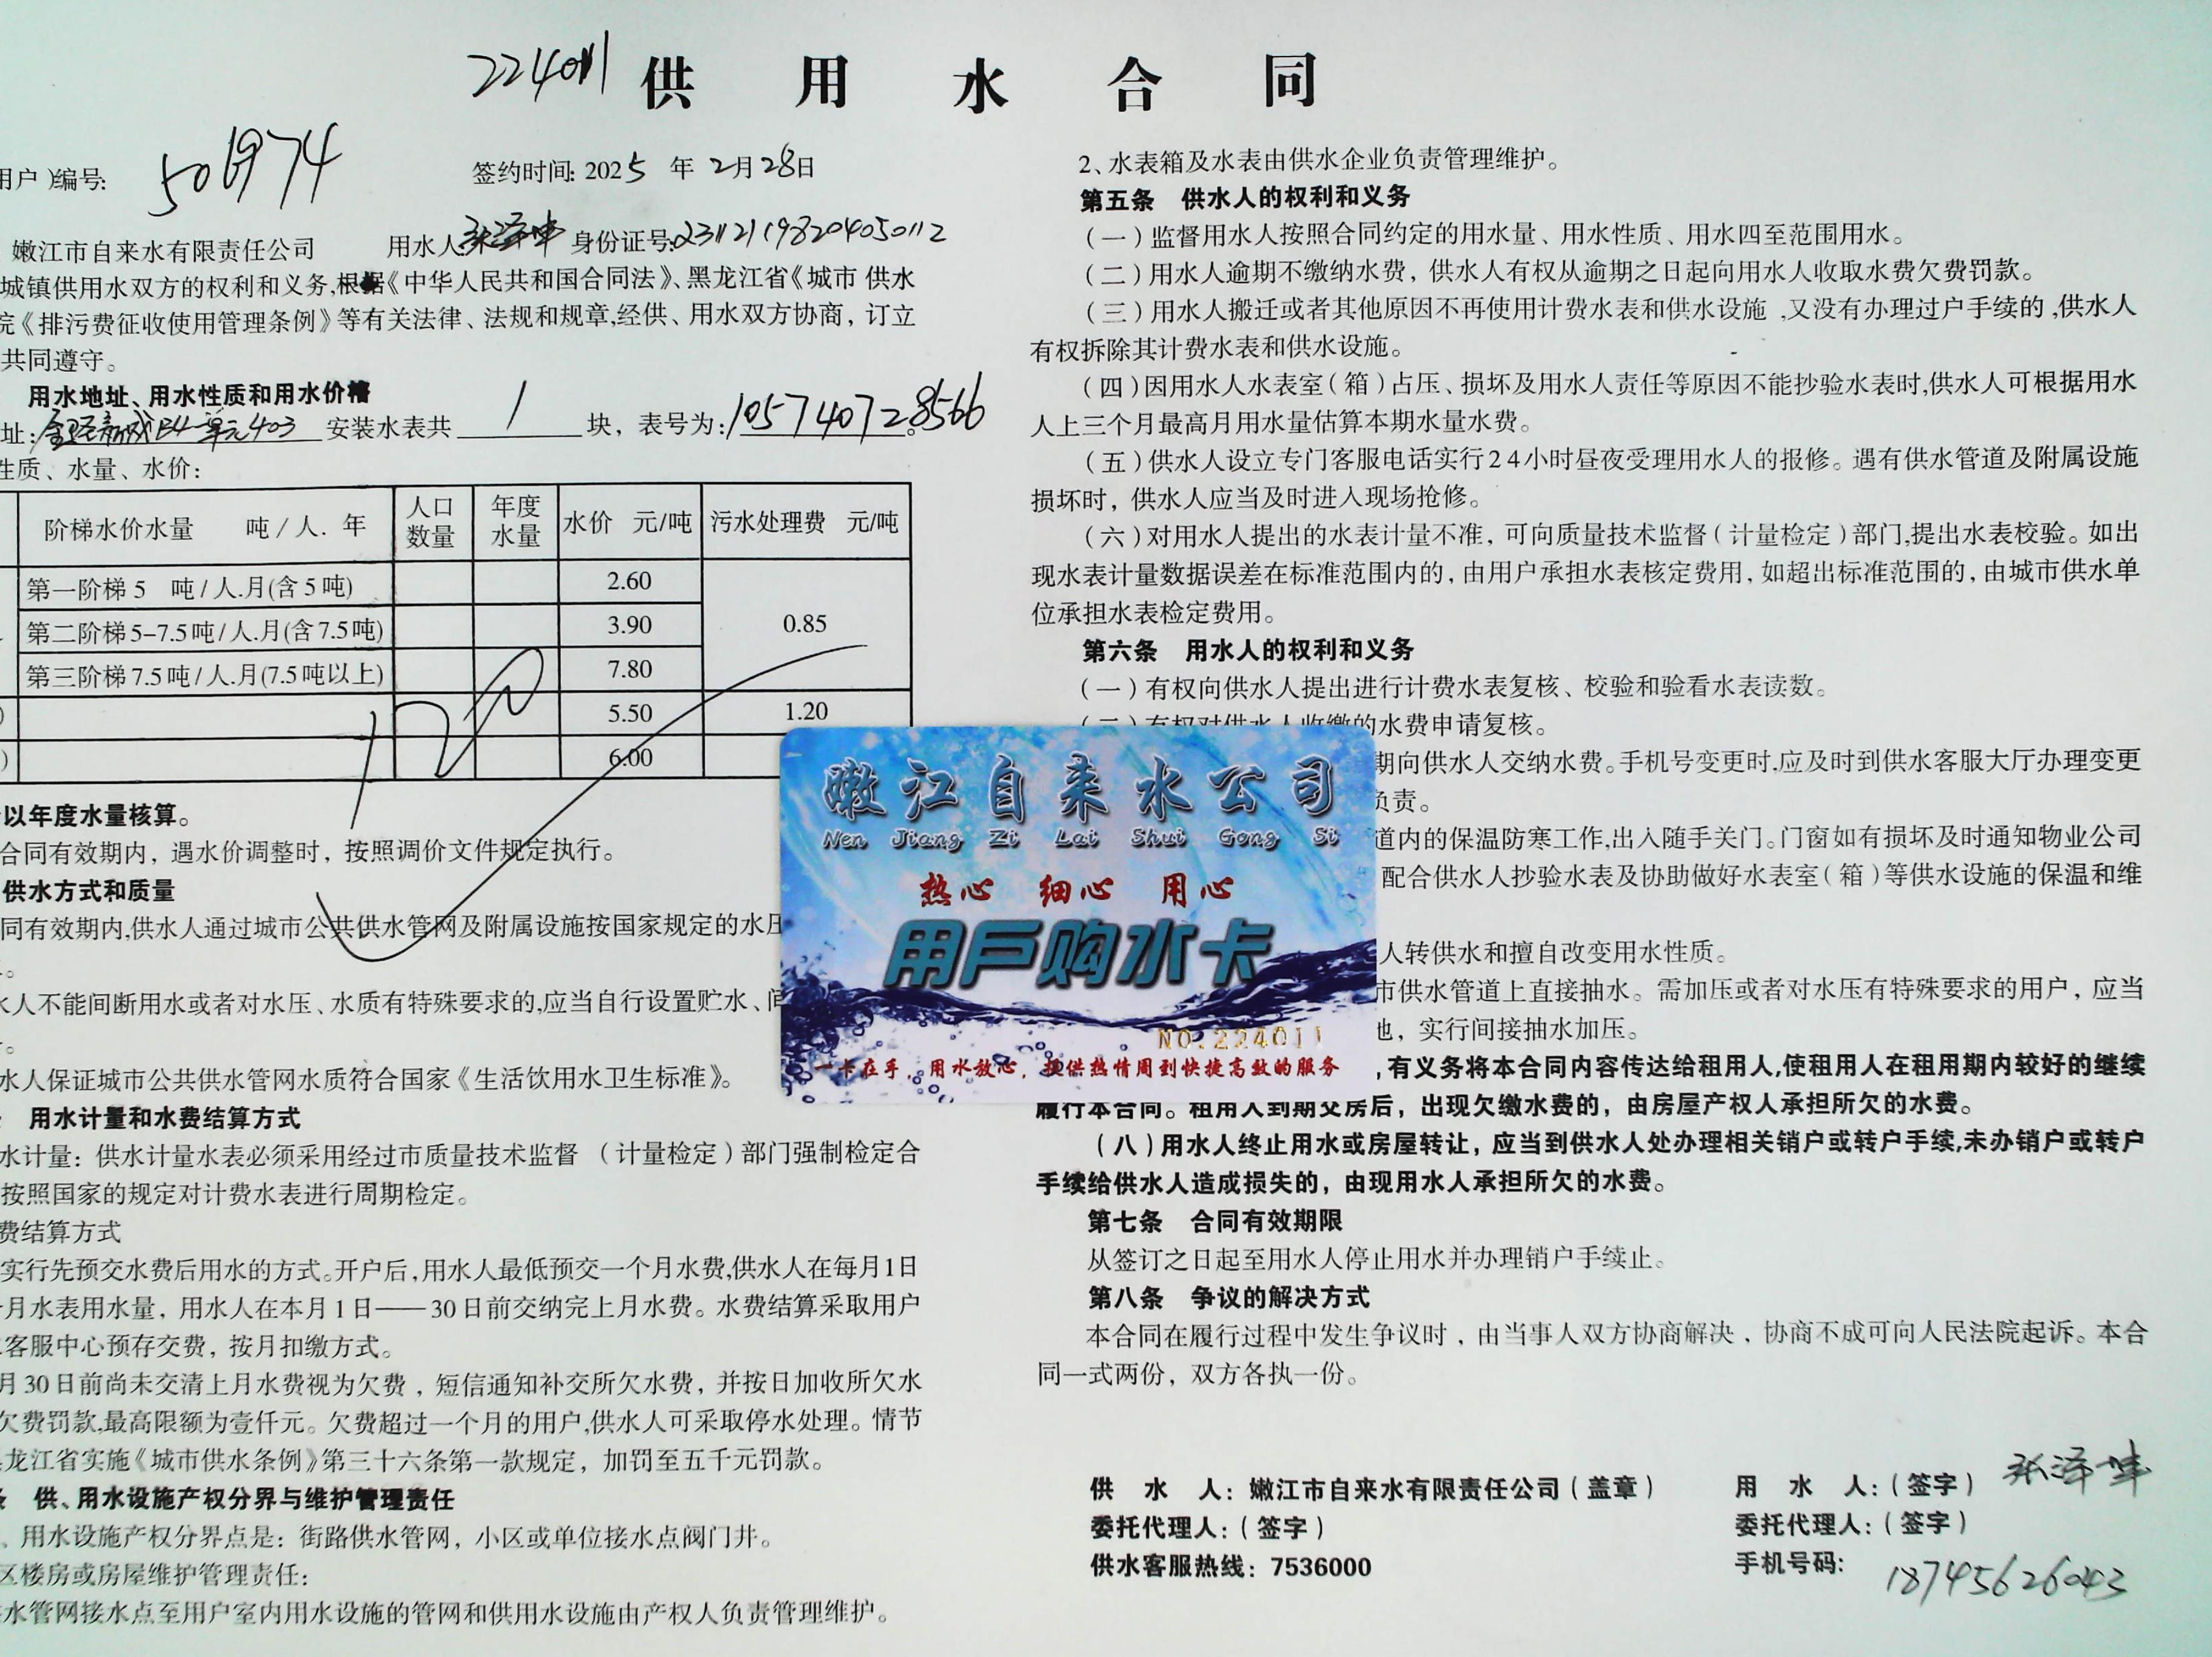 224011 供用水合同
用户)编号: 501974 签约时间: 2025年2月28日
嫩江市自来水有限责任公司 用水人 张泽坤 身份证号: 231121198204050112
城镇供用水双方的权利和义务,根据《中华人民共和国合同法》、黑龙江省《城市 供水
院《排污费征收使用管理条例》等有关法律、法规和规章,经供、用水双方协商，订立
共同遵守。
用水地址、用水性质和用水价格
址: 新城B4一单元403 安装水表共 1 块，表号为: 105740728566。
性质、水量、水价:
阶梯水价水量 吨/人. 年 人口数量 年度水量 水价 元/吨 污水处理费 元/吨
第一阶梯 5 吨/人.月(含5吨) 2.60
第二阶梯5–7.5吨/人.月(含7.5吨) 3.90 0.85
第三阶梯7.5吨/人.月(7.5吨以上) 7.80
) 5.50 1.20
) 6.00
以年度水量核算。
合同有效期内，遇水价调整时，按照调价文件规定执行。
供水方式和质量
同有效期内,供水人通过城市公共供水管网及附属设施按国家规定的水压
。
水人不能间断用水或者对水压、水质有特殊要求的,应当自行设置贮水、间
。
水人保证城市公共供水管网水质符合国家《生活饮用水卫生标准》。
用水计量和水费结算方式
水计量：供水计量水表必须采用经过市质量技术监督 （计量检定）部门强制检定合
按照国家的规定对计费水表进行周期检定。
费结算方式
实行先预交水费后用水的方式。开户后,用水人最低预交一个月水费,供水人在每月1日
月水表用水量，用水人在本月1日——30日前交纳完上月水费。水费结算采取用户
客服中心预存交费，按月扣缴方式。
月30日前尚未交清上月水费视为欠费，短信通知补交所欠水费，并按日加收所欠水
欠费罚款,最高限额为壹仟元。欠费超过一个月的用户,供水人可采取停水处理。情节
龙江省实施《城市供水条例》第三十六条第一款规定，加罚至五千元罚款。
条 供、用水设施产权分界与维护管理责任
、用水设施产权分界点是：街路供水管网，小区或单位接水点阀门井。
区楼房或房屋维护管理责任:
水管网接水点至用户室内用水设施的管网和供用水设施由产权人负责管理维护。
2、水表箱及水表由供水企业负责管理维护。
第五条 供水人的权利和义务
（一）监督用水人按照合同约定的用水量、用水性质、用水四至范围用水。
（二）用水人逾期不缴纳水费，供水人有权从逾期之日起向用水人收取水费欠费罚款。
（三）用水人搬迁或者其他原因不再使用计费水表和供水设施 ,又没有办理过户手续的 ,供水人
有权拆除其计费水表和供水设施。
（四）因用水人水表室（箱）占压、损坏及用水人责任等原因不能抄验水表时,供水人可根据用水
人上三个月最高月用水量估算本期水量水费。
（五）供水人设立专门客服电话实行24小时昼夜受理用水人的报修。遇有供水管道及附属设施
损坏时，供水人应当及时进入现场抢修。
（六）对用水人提出的水表计量不准，可向质量技术监督（计量检定）部门,提出水表校验。如出
现水表计量数据误差在标准范围内的，由用户承担水表核定费用，如超出标准范围的，由城市供水单
位承担水表检定费用。
第六条 用水人的权利和义务
（一）有权向供水人提出进行计费水表复核、校验和验看水表读数。
（二）有权对供水人收缴的水费申请复核。
期向供水人交纳水费。手机号变更时,应及时到供水客服大厅办理变更
负责。
道内的保温防寒工作,出入随手关门。门窗如有损坏及时通知物业公司
配合供水人抄验水表及协助做好水表室（箱）等供水设施的保温和维
人转供水和擅自改变用水性质。
市供水管道上直接抽水。需加压或者对水压有特殊要求的用户，应当
池，实行间接抽水加压。
,有义务将本合同内容传达给租用人,使租用人在租用期内较好的继续
履行本合同。租用人到期交房后，出现欠缴水费的，由房屋产权人承担所欠的水费。
（八）用水人终止用水或房屋转让，应当到供水人处办理相关销户或转户手续,未办销户或转户
手续给供水人造成损失的，由现用水人承担所欠的水费。
第七条 合同有效期限
从签订之日起至用水人停止用水并办理销户手续止。
第八条 争议的解决方式
本合同在履行过程中发生争议时，由当事人双方协商解决，协商不成可向人民法院起诉。本合
同一式两份，双方各执一份。
供 水 人：嫩江市自来水有限责任公司（盖章） 用 水 人：（签字） 张泽坤
委托代理人：（签字） 委托代理人：（签字）
供水客服热线：7536000 手机号码: 18745626043
嫩江自来水公司
Nen Jiang Zi Lai Shui Gong Si
热心 细心 用心
用户购水卡
NO.224011
一卡在手，用水放心，提供热情周到快捷高效的服务